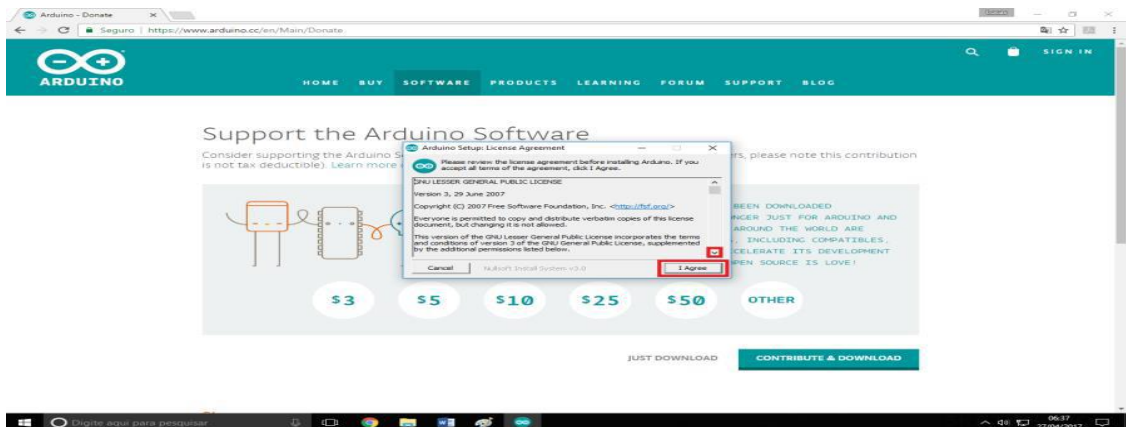 Arduino - Donate
Seguro | https://www.arduino.cc/en/Main/Donate
SIGN IN
ARDUINO
HOME BUY SOFTWARE PRODUCTS LEARNING FORUM SUPPORT BLOG
Support the Arduino Software
Consider supporting the Arduino S
rs, please note this contribution
is not tax deductible). Learn more
Arduino Setup: License Agreement
Please review the license agreement before installing Arduino. If you
accept all terms of the agreement, click I Agree.
GNU LESSER GENERAL PUBLIC LICENSE
Version 3, 29 June 2007
Copyright (C) 2007 Free Software Foundation, Inc. <http://fsf.org/>
Everyone is permitted to copy and distribute verbatim copies of this license
document, but changing it is not allowed.
This version of the GNU Lesser General Public License incorporates the terms
and conditions of version 3 of the GNU General Public License, supplemented
by the additional permissions listed below.
Cancel
Nullsoft Install System v3.0
I Agree
BEEN DOWNLOADED
NGER JUST FOR ARDUINO AND
AROUND THE WORLD ARE
, INCLUDING COMPATIBLES,
CELERATE ITS DEVELOPMENT
PEN SOURCE IS LOVE!
$3 $5 $10 $25 $50 OTHER
JUST DOWNLOAD
CONTRIBUTE & DOWNLOAD
Digite aqui para pesquisar
06:37
27/04/2017